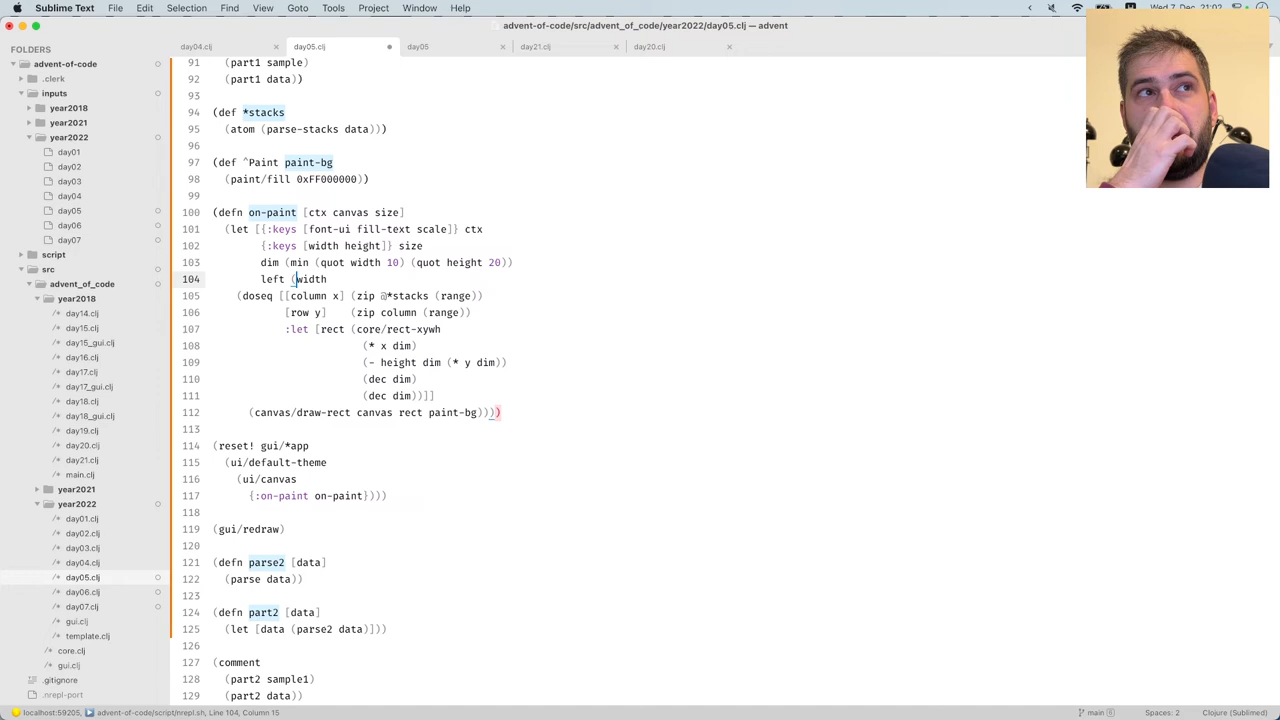 Sublime Text File Edit Selection Find View Goto Tools Project Window Help Wed 7 Dec 21:02
advent-of-code/src/advent_of_code/year2022/day05.clj — advent
FOLDERS
advent-of-code
.clerk
inputs
year2018
year2021
year2022
day01
day02
day03
day04
day05
day06
day07
script
src
advent_of_code
year2018
day14.clj
day15.clj
day15_gui.clj
day16.clj
day17.clj
day17_gui.clj
day18.clj
day18_gui.clj
day19.clj
day20.clj
day21.clj
main.clj
year2021
year2022
day01.clj
day02.clj
day03.clj
day04.clj
day05.clj
day06.clj
day07.clj
gui.clj
template.clj
core.clj
gui.clj
.gitignore
.nrepl-port
day04.clj day05.clj day05 day21.clj day20.clj
91 (part1 sample)
92 (part1 data))
93
94 (def *stacks
95 (atom (parse-stacks data)))
96
97 (def ^Paint paint-bg
98 (paint/fill 0xFF000000))
99
100 (defn on-paint [ctx canvas size]
101 (let [{:keys [font-ui fill-text scale]} ctx
102 {:keys [width height]} size
103 dim (min (quot width 10) (quot height 20))
104 left (width
105 (doseq [[column x] (zip @*stacks (range))
106 [row y] (zip column (range))
107 :let [rect (core/rect-xywh
108 (* x dim)
109 (- height dim (* y dim))
110 (dec dim)
111 (dec dim))]]
112 (canvas/draw-rect canvas rect paint-bg))))
113
114 (reset! gui/*app
115 (ui/default-theme
116 (ui/canvas
117 {:on-paint on-paint})))
118
119 (gui/redraw)
120
121 (defn parse2 [data]
122 (parse data))
123
124 (defn part2 [data]
125 (let [data (parse2 data)]))
126
127 (comment
128 (part2 sample1)
129 (part2 data))
localhost:59205, advent-of-code/script/nrepl.sh, Line 104, Column 15 main 6 Spaces: 2 Clojure (Sublimed)